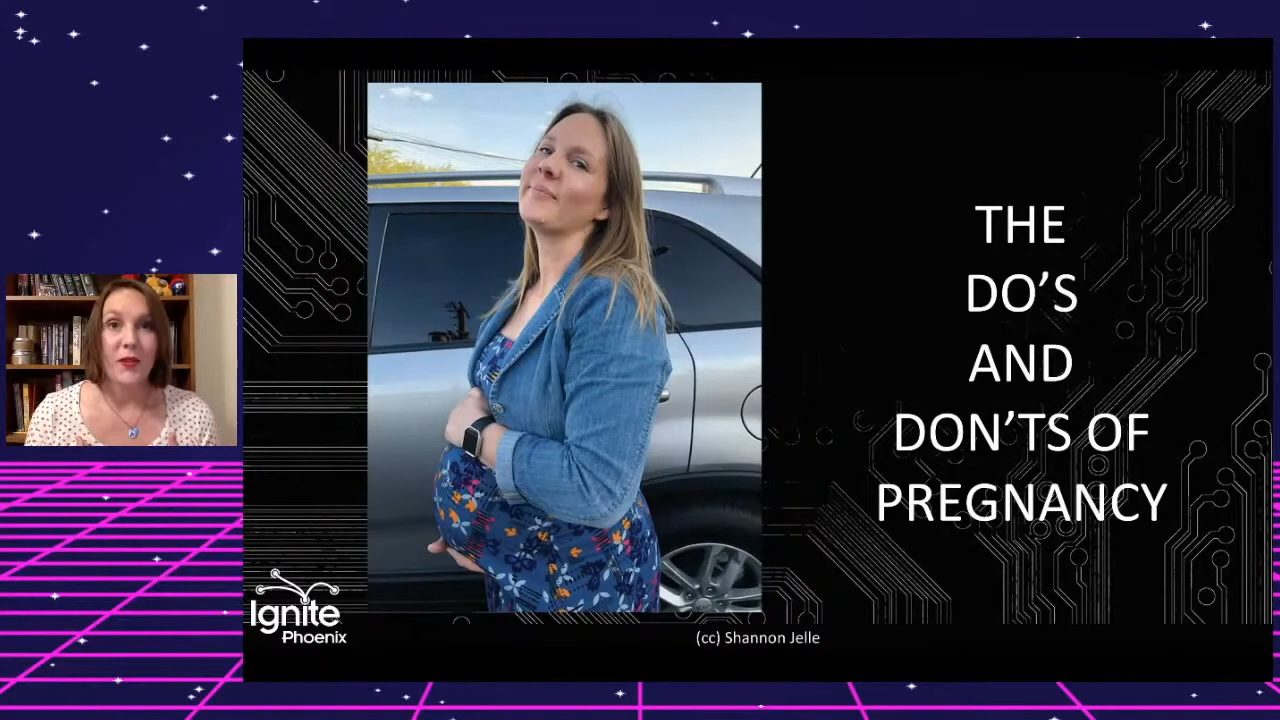 THE
DO'S
AND
DON'TS OF
PREGNANCY
Ignite
Phoenix
(cc) Shannon Jelle